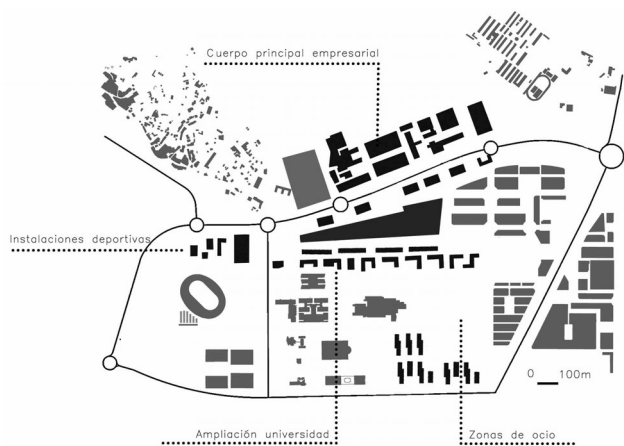 Cuerpo principal empresarial
Instalaciones deportivas
0 100m
Ampliación universidad
Zonas de ocio